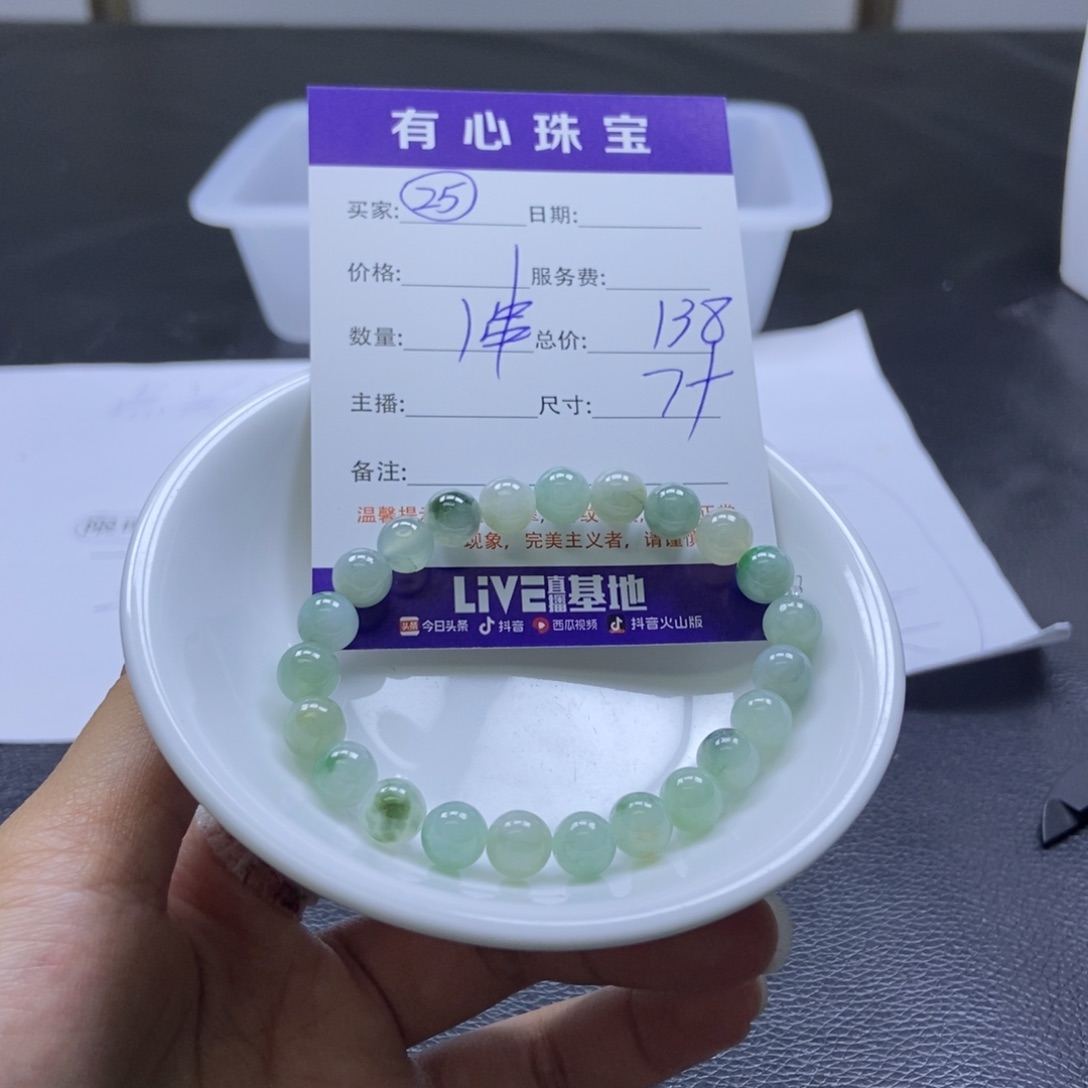 有心珠宝
买家: 25 日期:
价格: 服务费:
数量: 1串 总价: 138
主播: 尺寸: 7+
备注:
温馨提
现象，完美主义者，请谨慎
LiVE直播基地
头条 今日头条 抖音 西瓜视频 抖音火山版